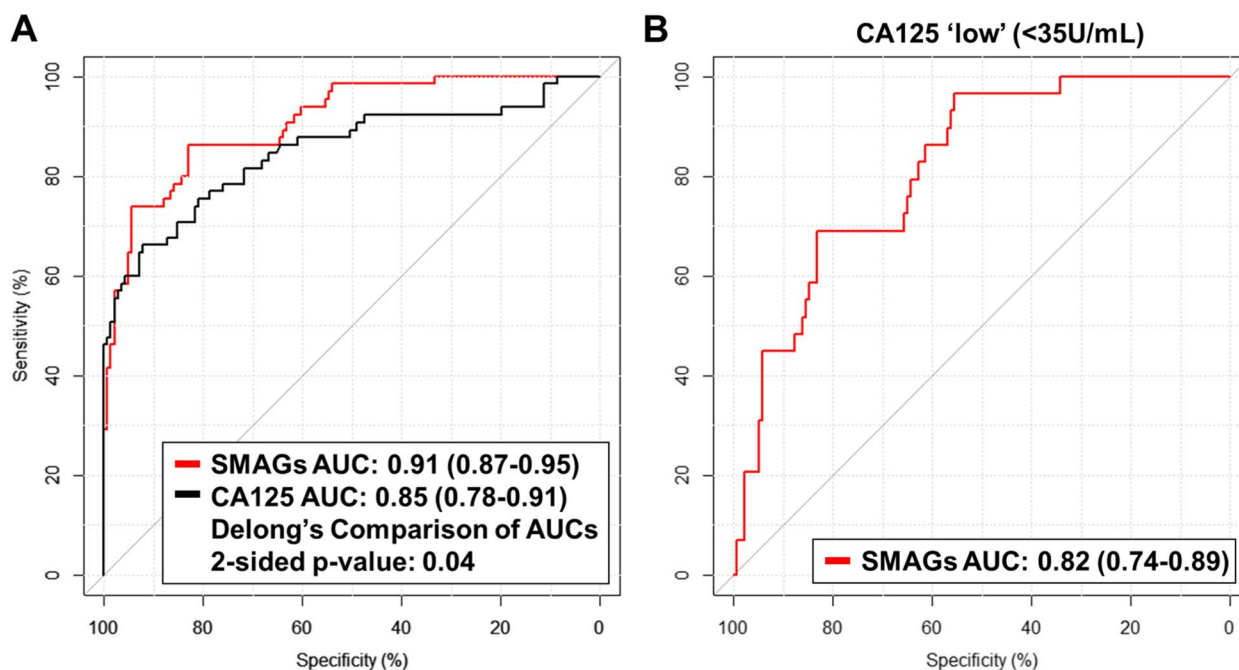 A
100
80
60
40
20
0
Sensitivity (%)
SMAGs AUC: 0.91 (0.87-0.95)
CA125 AUC: 0.85 (0.78-0.91)
Delong's Comparison of AUCs
2-sided p-value: 0.04
100 80 60 40 20 0
Specificity (%)
B
CA125 ‘low’ (<35U/mL)
100
80
60
40
20
0
SMAGs AUC: 0.82 (0.74-0.89)
100 80 60 40 20 0
Specificity (%)